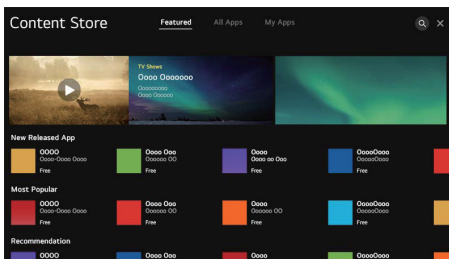 Content Store
Featured All Apps My Apps
TV Shows
Oooo Ooooooo
Ooooooooo
Oooo Oooooo
New Released App
OOOO Oooo Ooo Oooo OoooOooo
Oooo-Oooo Oooo Oooooo OO Oooo oo Ooo OooooOooo
Free Free Free Free
Most Popular
OOOO Oooo Ooo Oooo OoooOooo
Oooo-Oooo Oooo Oooooo OO Oooooo OO OooooOooo
Free Free Free Free
Recommendation
OOOO Oooo Ooo Oooo OoooOooo